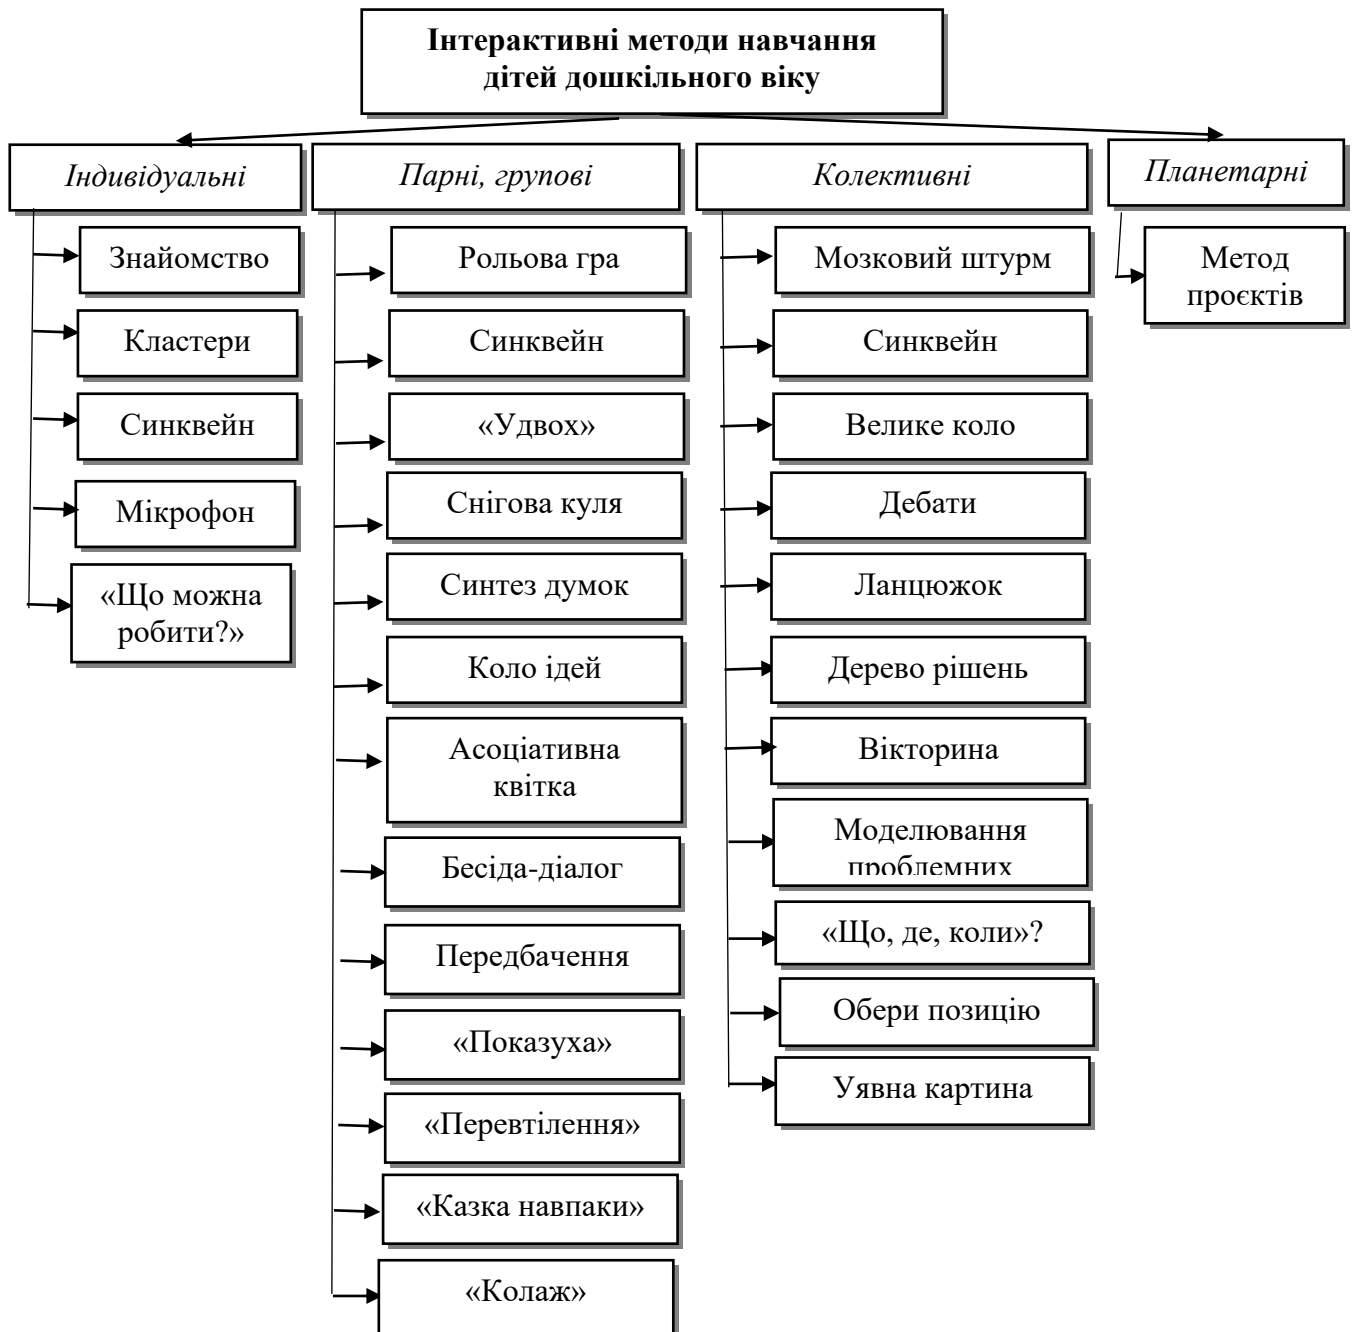 Інтерактивні методи навчання
дітей дошкільного віку
Індивідуальні
Знайомство
Кластери
Синквейн
Мікрофон
«Що можна
робити?»
Парні, групові
Рольова гра
Синквейн
«Удвох»
Снігова куля
Синтез думок
Коло ідей
Асоціативна
квітка
Бесіда-діалог
Передбачення
«Показуха»
«Перевтілення»
«Казка навпаки»
«Колаж»
Колективні
Мозковий штурм
Синквейн
Велике коло
Дебати
Ланцюжок
Дерево рішень
Вікторина
Моделювання
проблемних
«Що, де, коли»?
Обери позицію
Уявна картина
Планетарні
Метод
проєктів